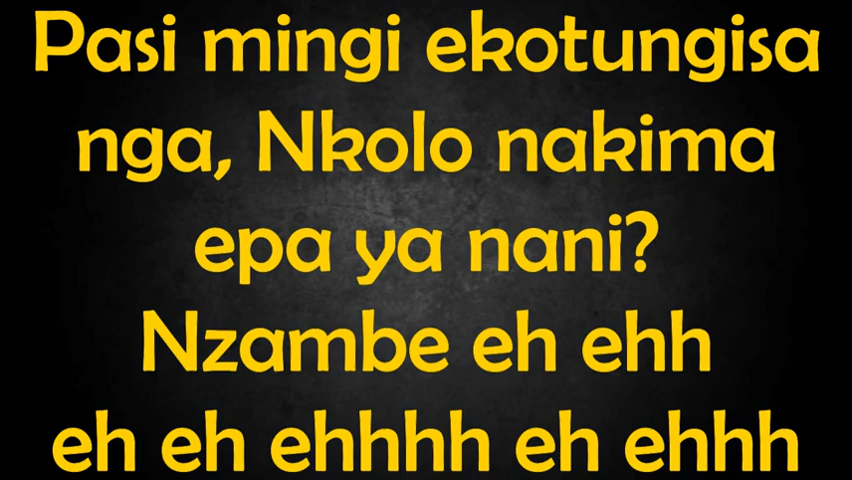 Pasi mingi ekotungisa
nga, Nkolo nakima
epa ya nani?
Nzambe eh ehh
eh eh ehhhh eh ehhh